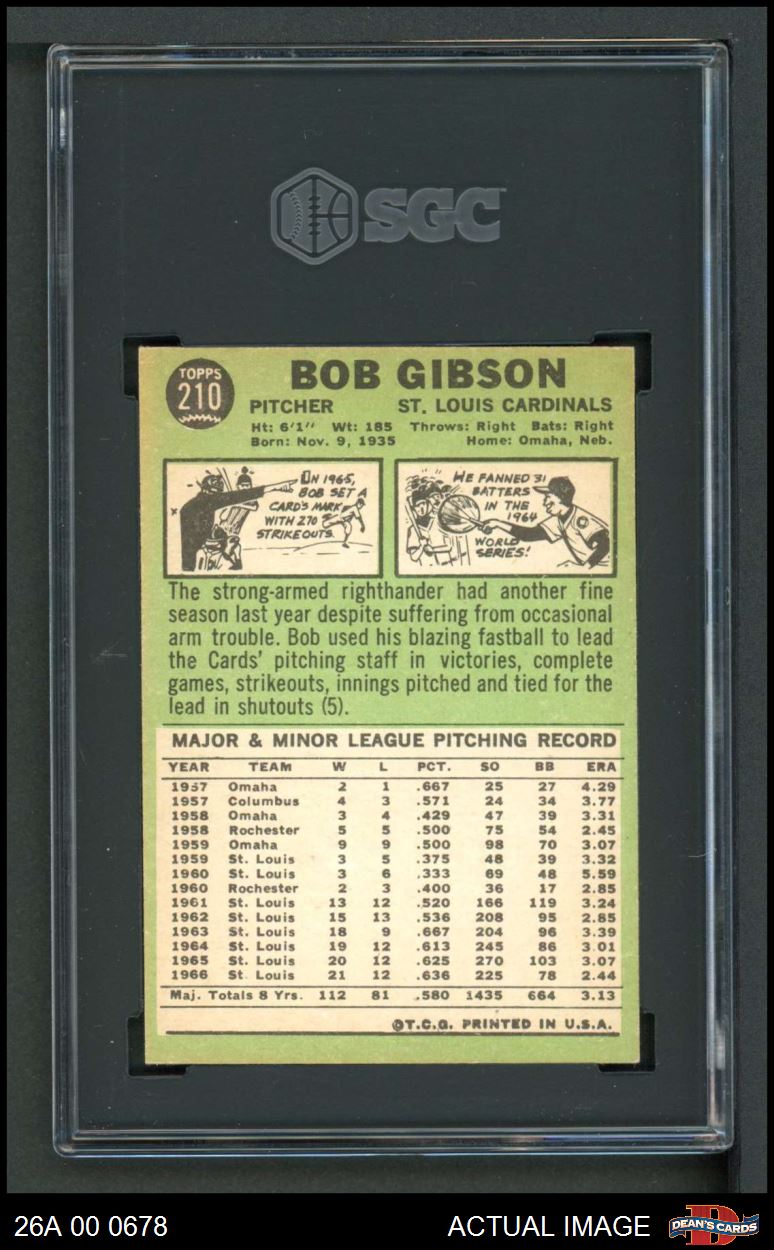 SGC
TOPPS
210
BOB GIBSON
PITCHER ST. LOUIS CARDINALS
Ht: 6'1" Wt: 185 Throws: Right Bats: Right
Born: Nov. 9, 1935 Home: Omaha, Neb.
ON 1965,
BOB SET A
CARD'S MARK
WITH 270
STRIKEOUTS.
HE FANNED 31
BATTERS
IN THE
1964
WORLD
SERIES!
The strong-armed righthander had another fine
season last year despite suffering from occasional
arm trouble. Bob used his blazing fastball to lead
the Cards' pitching staff in victories, complete
games, strikeouts, innings pitched and tied for the
lead in shutouts (5).
MAJOR & MINOR LEAGUE PITCHING RECORD
YEAR TEAM W L PCT. SO BB ERA
1957 Omaha 2 1 .667 25 27 4.29
1957 Columbus 4 3 .571 24 34 3.77
1958 Omaha 3 4 .429 47 39 3.31
1958 Rochester 5 5 .500 75 54 2.45
1959 Omaha 9 9 .500 98 70 3.07
1959 St. Louis 3 5 .375 48 39 3.32
1960 St. Louis 3 6 .333 69 48 5.59
1960 Rochester 2 3 .400 36 17 2.85
1961 St. Louis 13 12 .520 166 119 3.24
1962 St. Louis 15 13 .536 208 95 2.85
1963 St. Louis 18 9 .667 204 96 3.39
1964 St. Louis 19 12 .613 245 86 3.01
1965 St. Louis 20 12 .625 270 103 3.07
1966 St. Louis 21 12 .636 225 78 2.44
Maj. Totals 8 Yrs. 112 81 .580 1435 664 3.13
©T.C.G. PRINTED IN U.S.A.
26A 00 0678 ACTUAL IMAGE DEAN'S CARDS